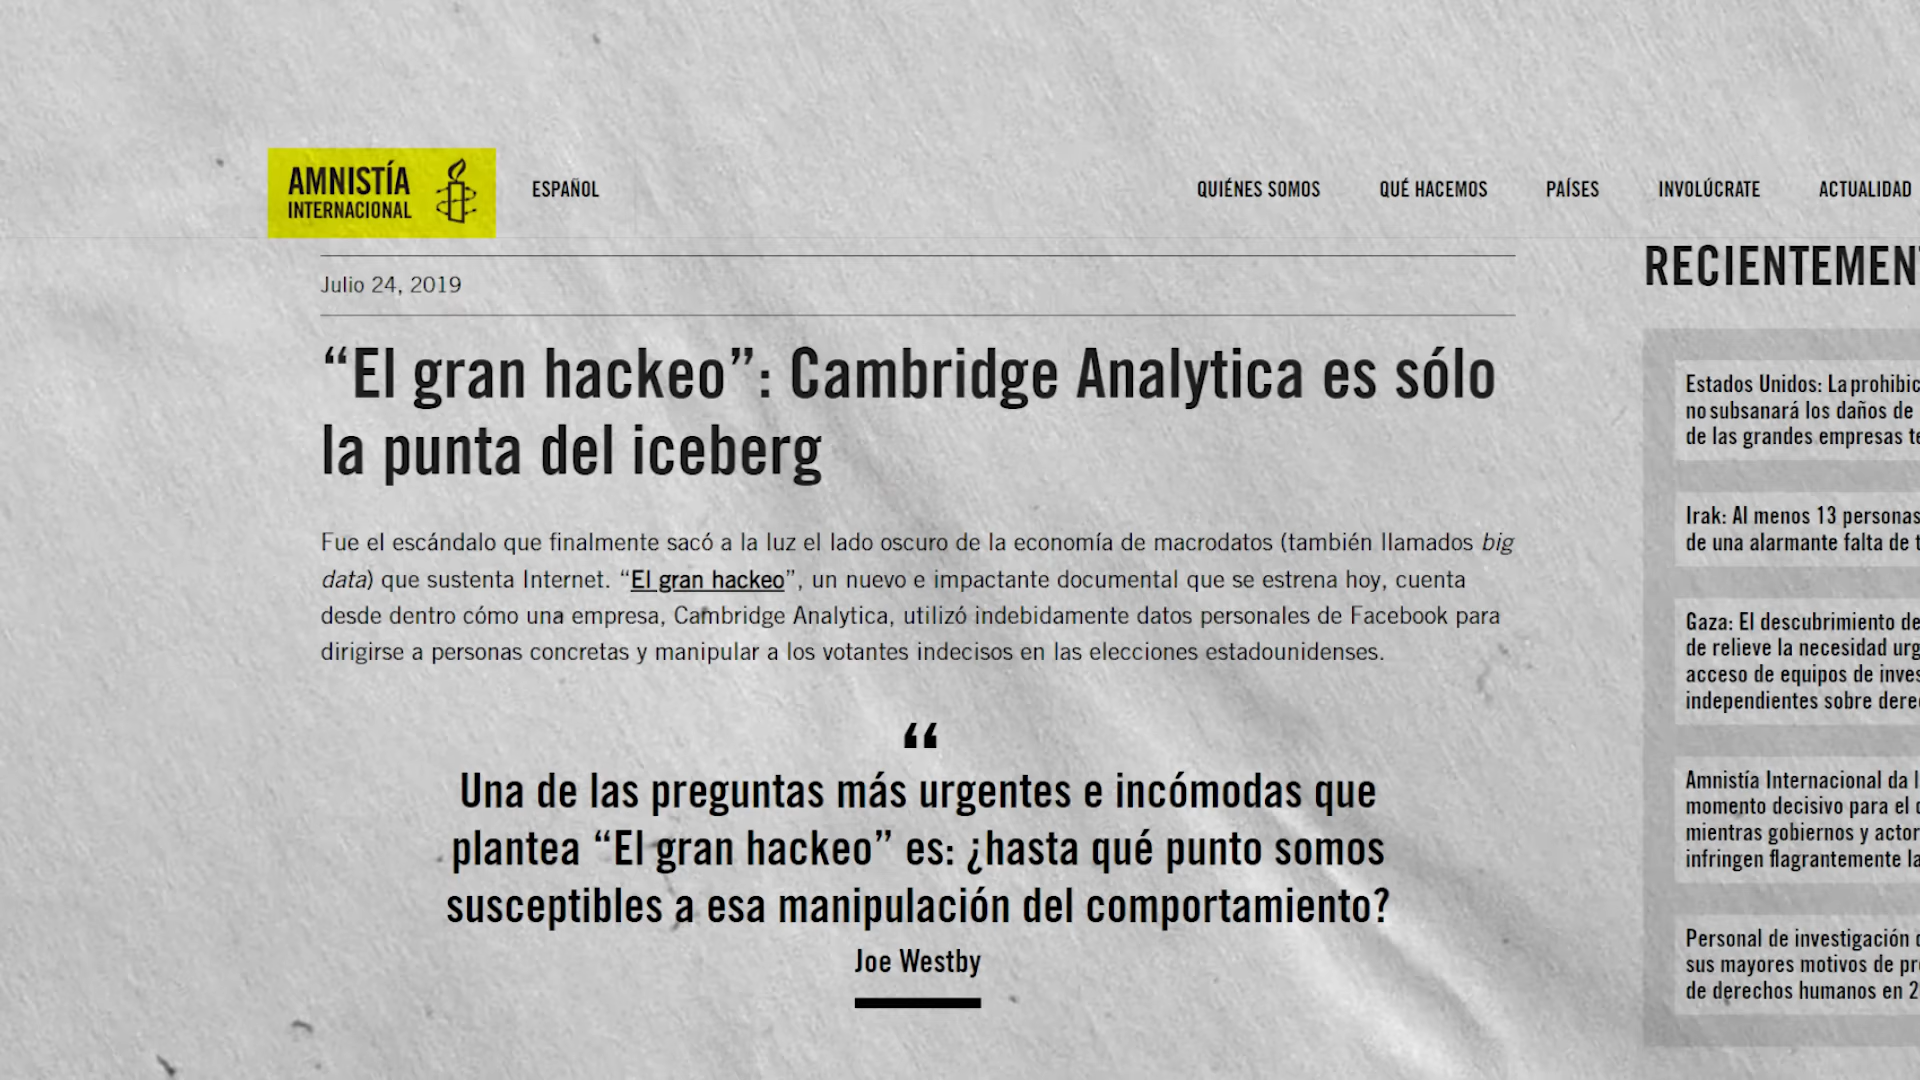 AMNISTÍA
INTERNACIONAL
ESPAÑOL
QUIÉNES SOMOS
QUÉ HACEMOS
PAÍSES
INVOLÚCRATE
ACTUALIDAD
Julio 24, 2019
“El gran hackeo”: Cambridge Analytica es sólo
la punta del iceberg
Fue el escándalo que finalmente sacó a la luz el lado oscuro de la economía de macrodatos (también llamados big
data) que sustenta Internet. “El gran hackeo”, un nuevo e impactante documental que se estrena hoy, cuenta
desde dentro cómo una empresa, Cambridge Analytica, utilizó indebidamente datos personales de Facebook para
dirigirse a personas concretas y manipular a los votantes indecisos en las elecciones estadounidenses.
“
Una de las preguntas más urgentes e incómodas que
plantea “El gran hackeo” es: ¿hasta qué punto somos
susceptibles a esa manipulación del comportamiento?
Joe Westby
Estados Unidos: La
no subsanará los daños de
de las grandes empresas
Irak: Al menos 13 personas
de una alarmante falta de
Gaza: El descubrimiento
de relieve la necesidad
acceso de equipos de
independientes sobre
Amnistía Internacional da
momento decisivo para el
mientras gobiernos y
infringen flagrantemente
Personal de investigación
sus mayores motivos de
de derechos humanos en